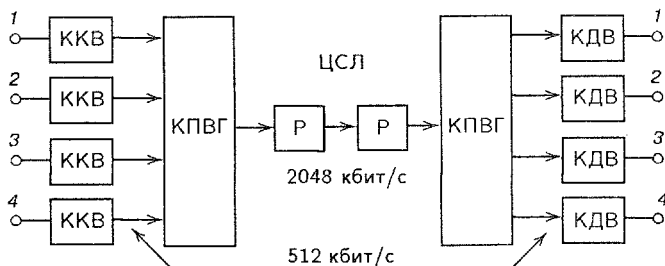 1
ККВ
2
ККВ
3
ККВ
4
ККВ
КПВГ
ЦСЛ
Р
Р
2048 кбит/с
512 кбит/с
КПВГ
1
КДВ
2
КДВ
3
КДВ
4
КДВ